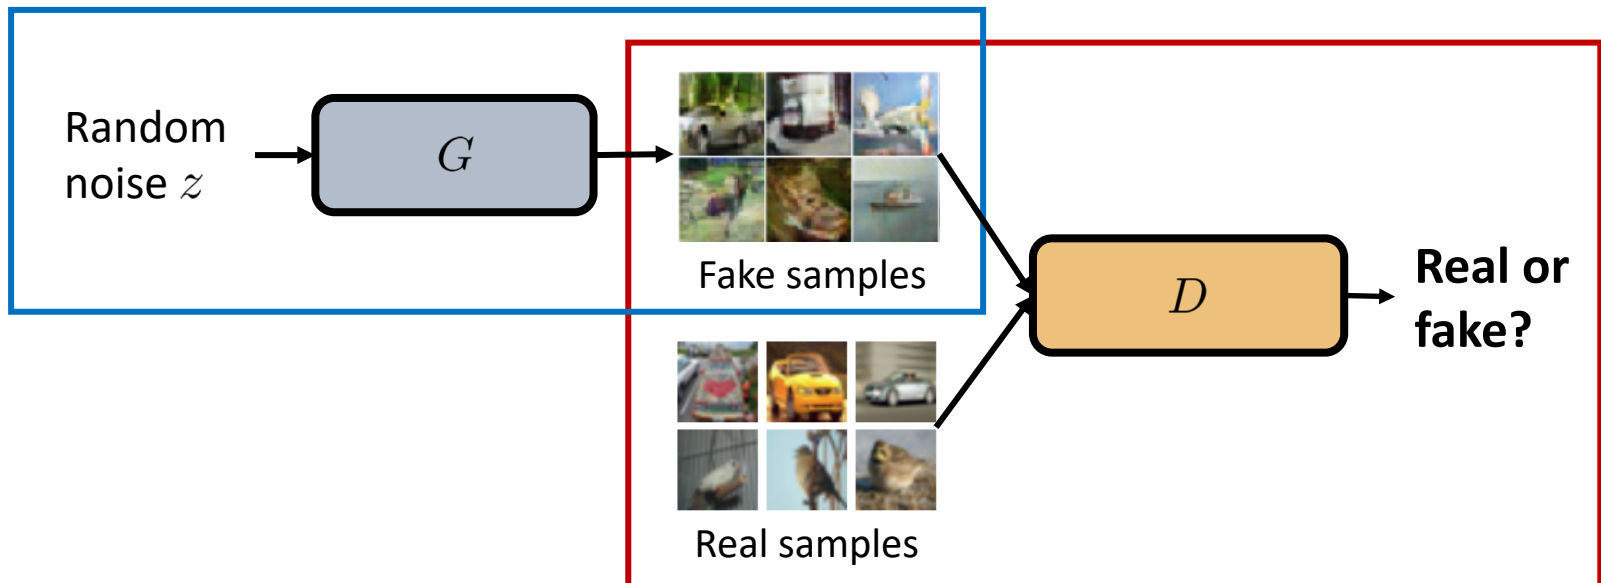 Random
noise z
G
Fake samples
D
Real or
fake?
Real samples